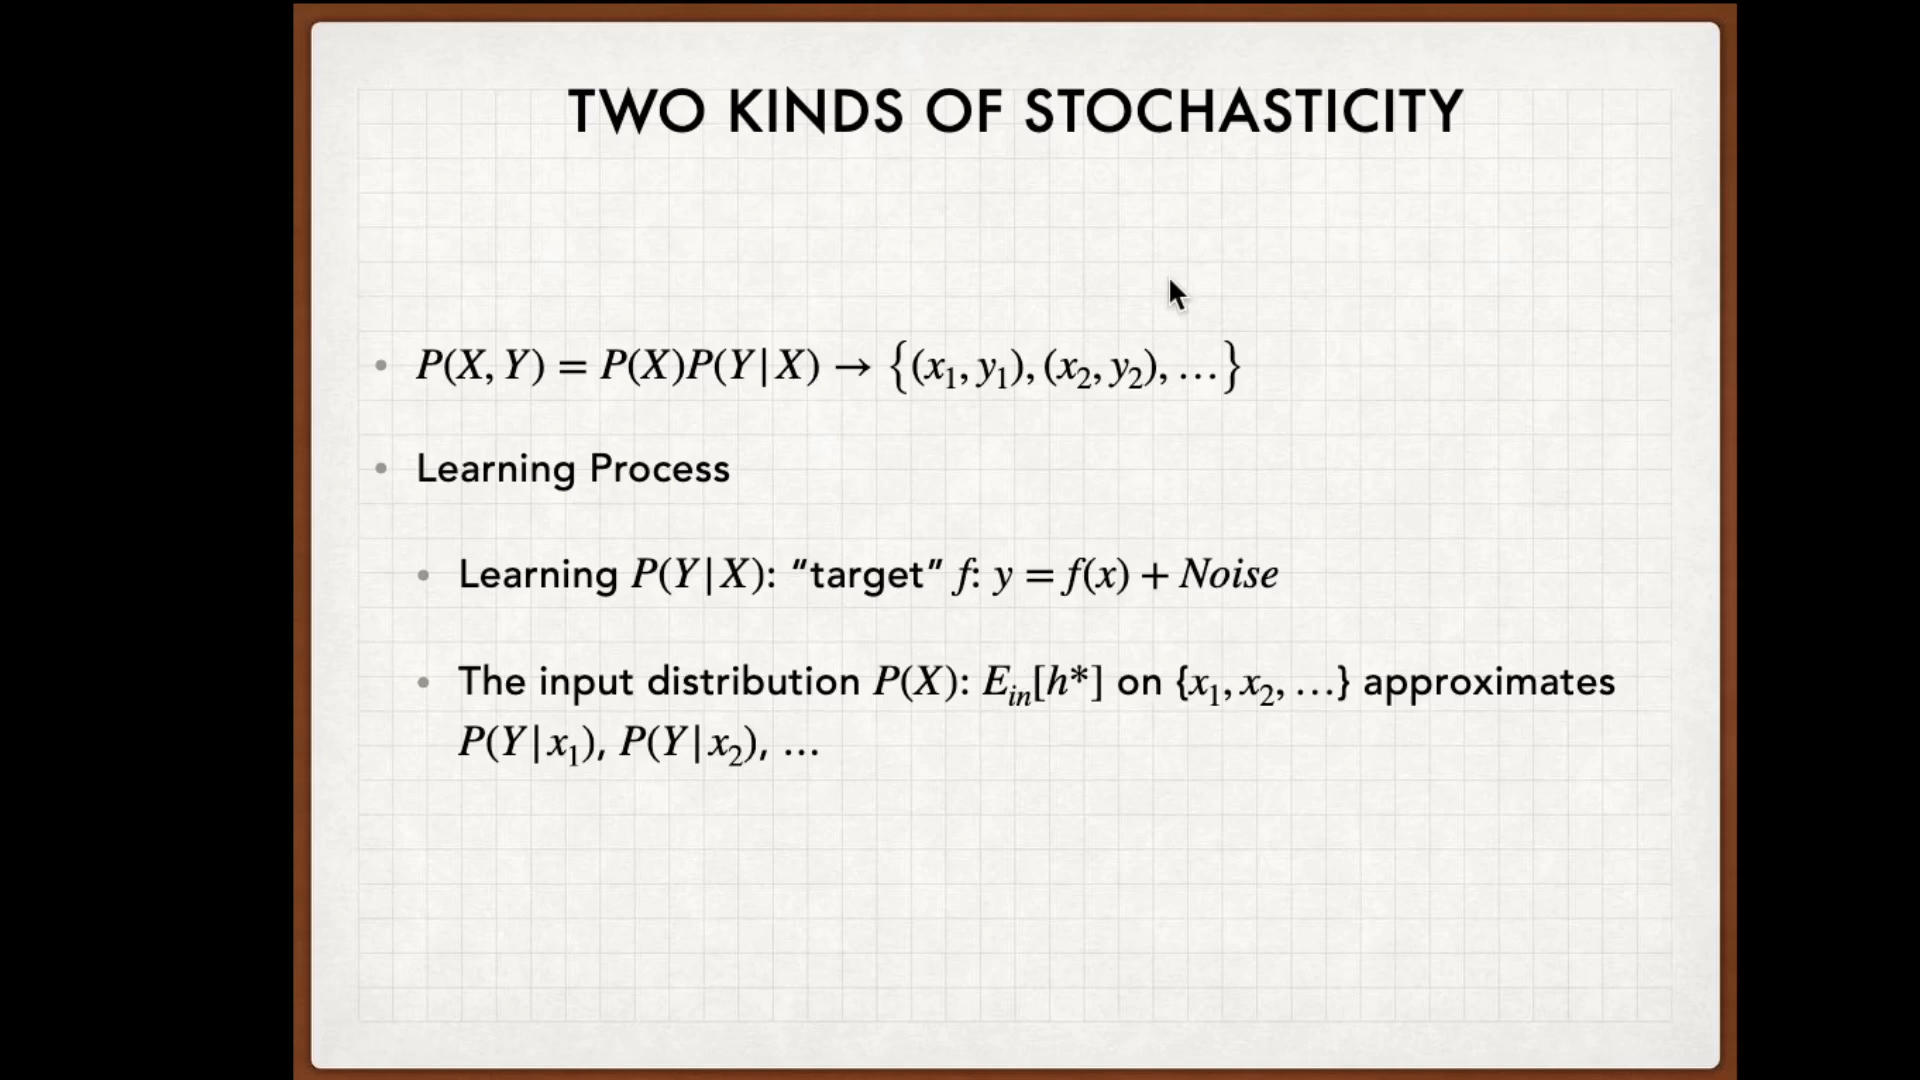 TWO KINDS OF STOCHASTICITY
• P(X, Y) = P(X)P(Y|X) → {(x₁, y₁), (x₂, y₂), …}
• Learning Process
• Learning P(Y|X): “target” f: y = f(x) + Noise
• The input distribution P(X): E_in[h*] on {x₁, x₂, …} approximates
P(Y|x₁), P(Y|x₂), …